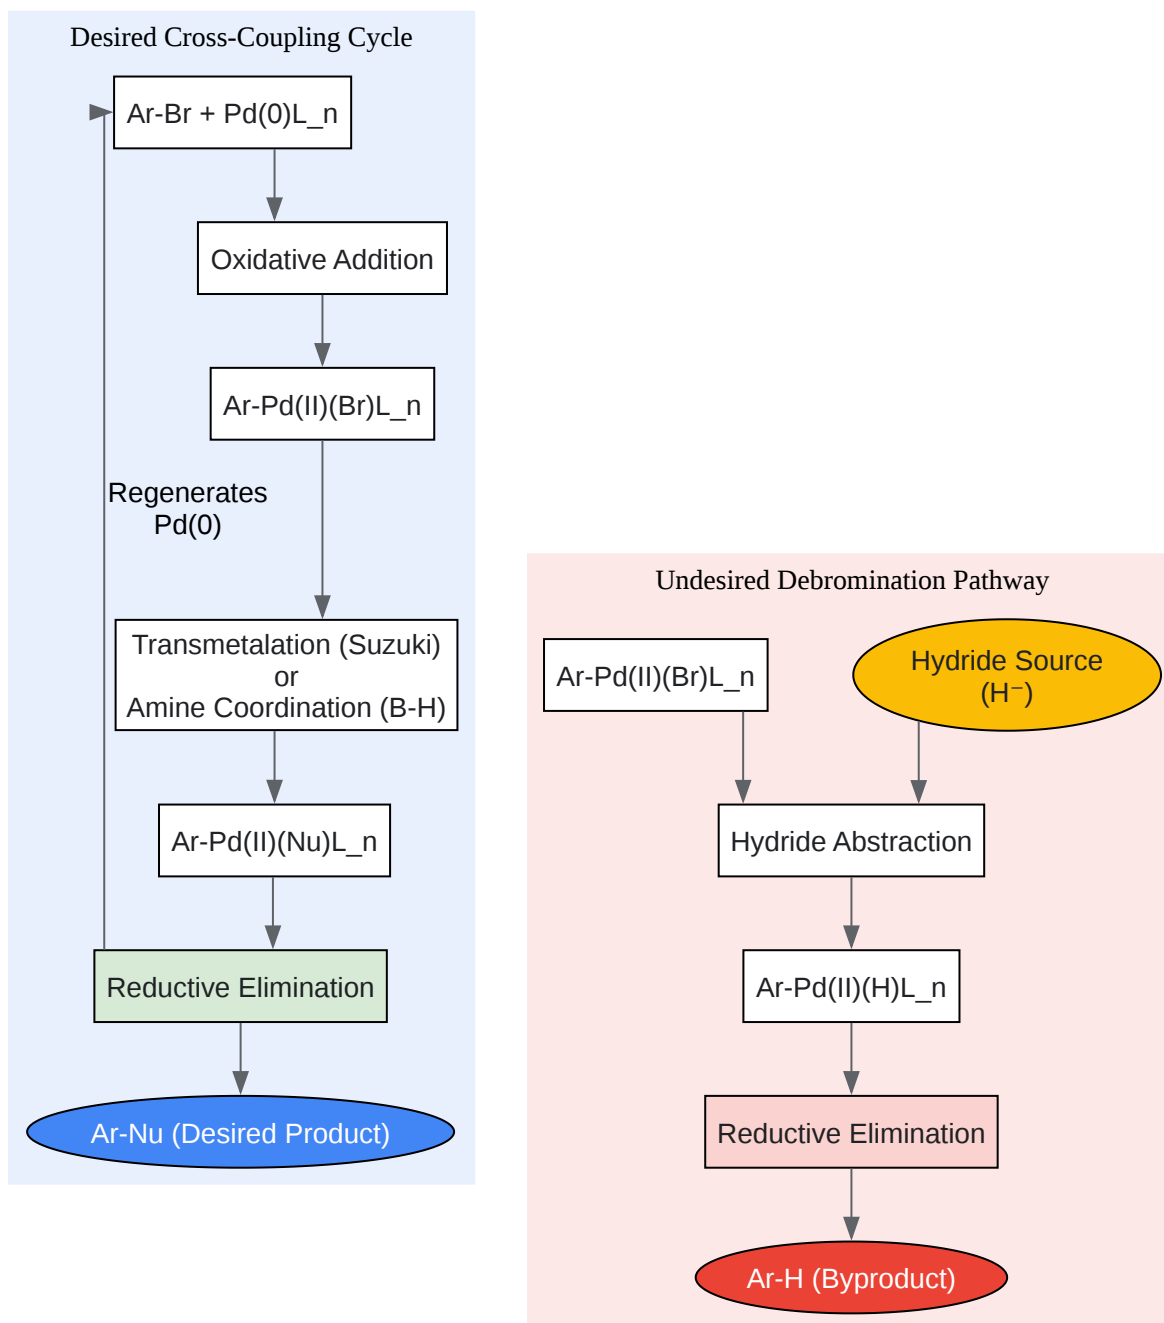 Desired Cross-Coupling Cycle
Ar-Br + Pd(0)L_n
Oxidative Addition
Ar-Pd(II)(Br)L_n
Regenerates
Pd(0)
Transmetalation (Suzuki)
or
Amine Coordination (B-H)
Ar-Pd(II)(Nu)L_n
Reductive Elimination
Ar-Nu (Desired Product)
Undesired Debromination Pathway
Ar-Pd(II)(Br)L_n
Hydride Source
(H⁻)
Hydride Abstraction
Ar-Pd(II)(H)L_n
Reductive Elimination
Ar-H (Byproduct)